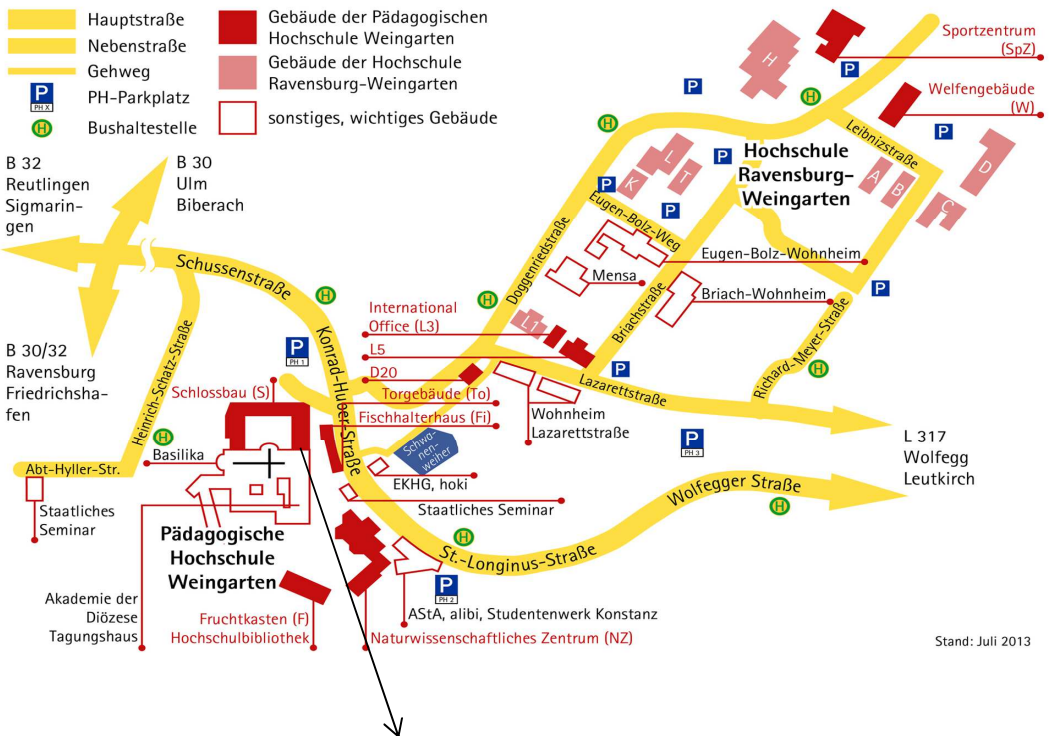 Hauptstraße
Nebenstraße
Gehweg
P
PH X
PH-Parkplatz
H
Bushaltestelle
Gebäude der Pädagogischen
Hochschule Weingarten
Gebäude der Hochschule
Ravensburg-Weingarten
sonstiges, wichtiges Gebäude
B 32
Reutlingen
Sigmarin-
gen
B 30
Ulm
Biberach
B 30/32
Ravensburg
Friedrichsha-
fen
Schussenstraße
Heinrich-Schatz-Straße
Abt-Hyller-Str.
Konrad-Huber-Straße
H
P
PH 1
H
H
H
H
Sportzentrum
(SpZ)
Welfengebäude
(W)
H
P
P
P
P
P
P
P
P
Leibnizstraße
Hochschule
Ravensburg-
Weingarten
L
T
K
A
B
C
D
Eugen-Bolz-Weg
Doggenriedstraße
Briachstraße
Eugen-Bolz-Wohnheim
Mensa
Briach-Wohnheim
Richard-Meyer-Straße
H
International
Office (L3)
L1
L5
D20
Schlossbau (S)
Torgebäude (To)
Fischhalterhaus (Fi)
Lazarettstraße
Wohnheim
Lazarettstraße
Schwa-
nen-
weiher
EKHG, hoki
Staatliches Seminar
P
PH 3
L 317
Wolfegg
Leutkirch
Wolfegger Straße
H
St.-Longinus-Straße
H
H
Basilika
Staatliches
Seminar
Pädagogische
Hochschule
Weingarten
Akademie der
Diözese
Tagungshaus
Fruchtkasten (F)
Hochschulbibliothek
P
PH 2
AStA, alibi, Studentenwerk Konstanz
Naturwissenschaftliches Zentrum (NZ)
Stand: Juli 2013